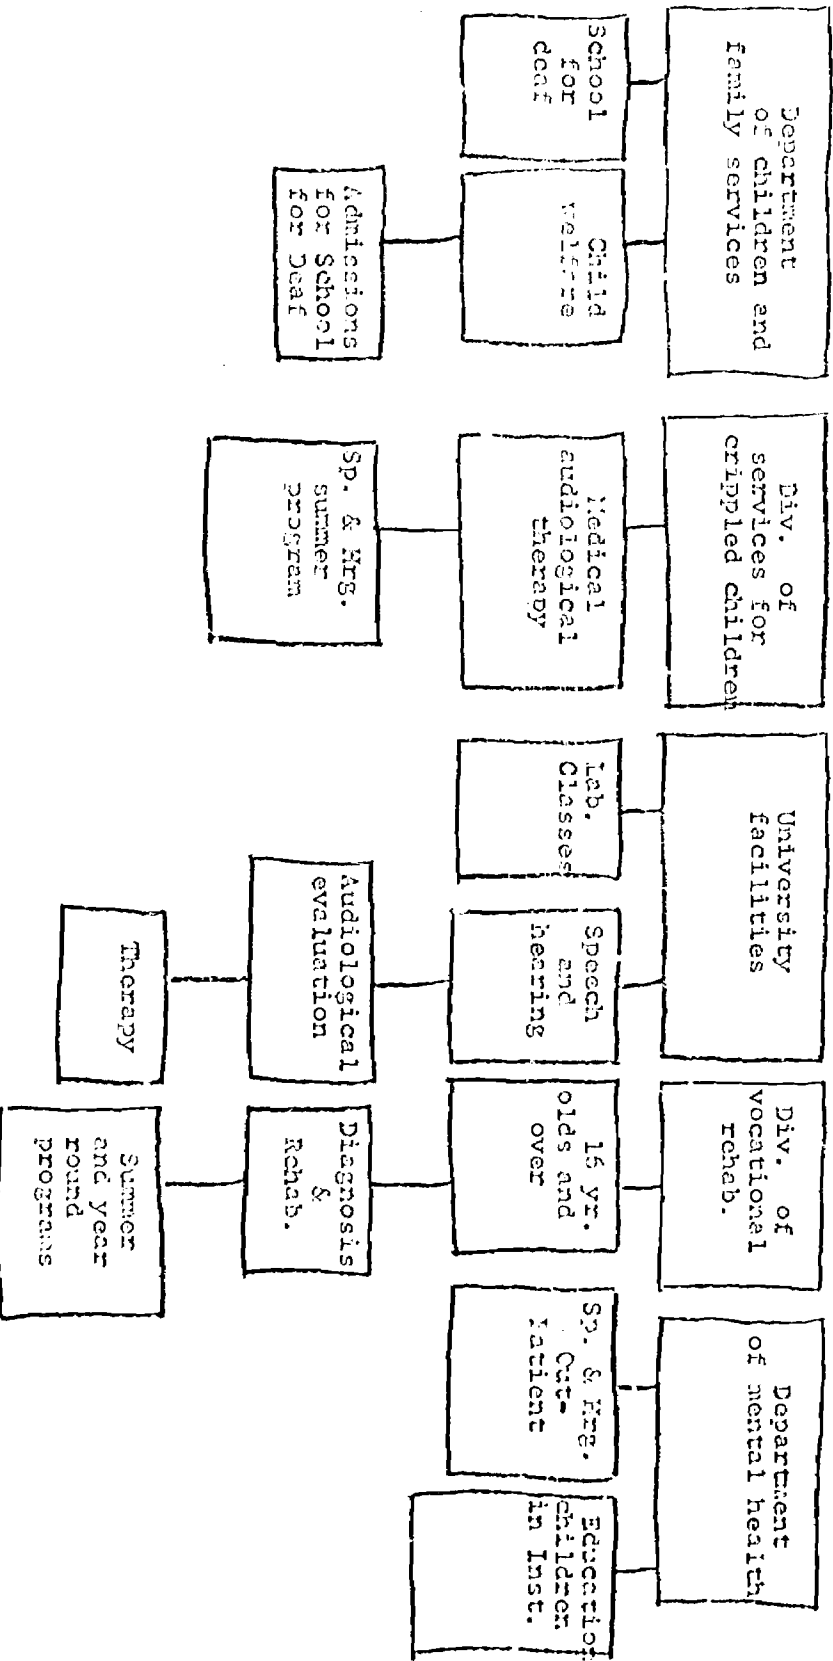 Department
of children and
family services
School
for
deaf
Child
welfare
Admissions
for School
for Deaf
Div. of
services for
crippled children
Medical
audiological
therapy
Sp. & Hrg.
summer
program
University
facilities
Lab.
Classes
Speech
and
hearing
Audiological
evaluation
Therapy
Div. of
vocational
rehab.
16 yr.
olds and
over
Diagnosis
&
Rehab.
Summer
and year
round
programs
Department
of mental health
Sp. & Hrg.
Out-
Patient
Education
children
in Inst.